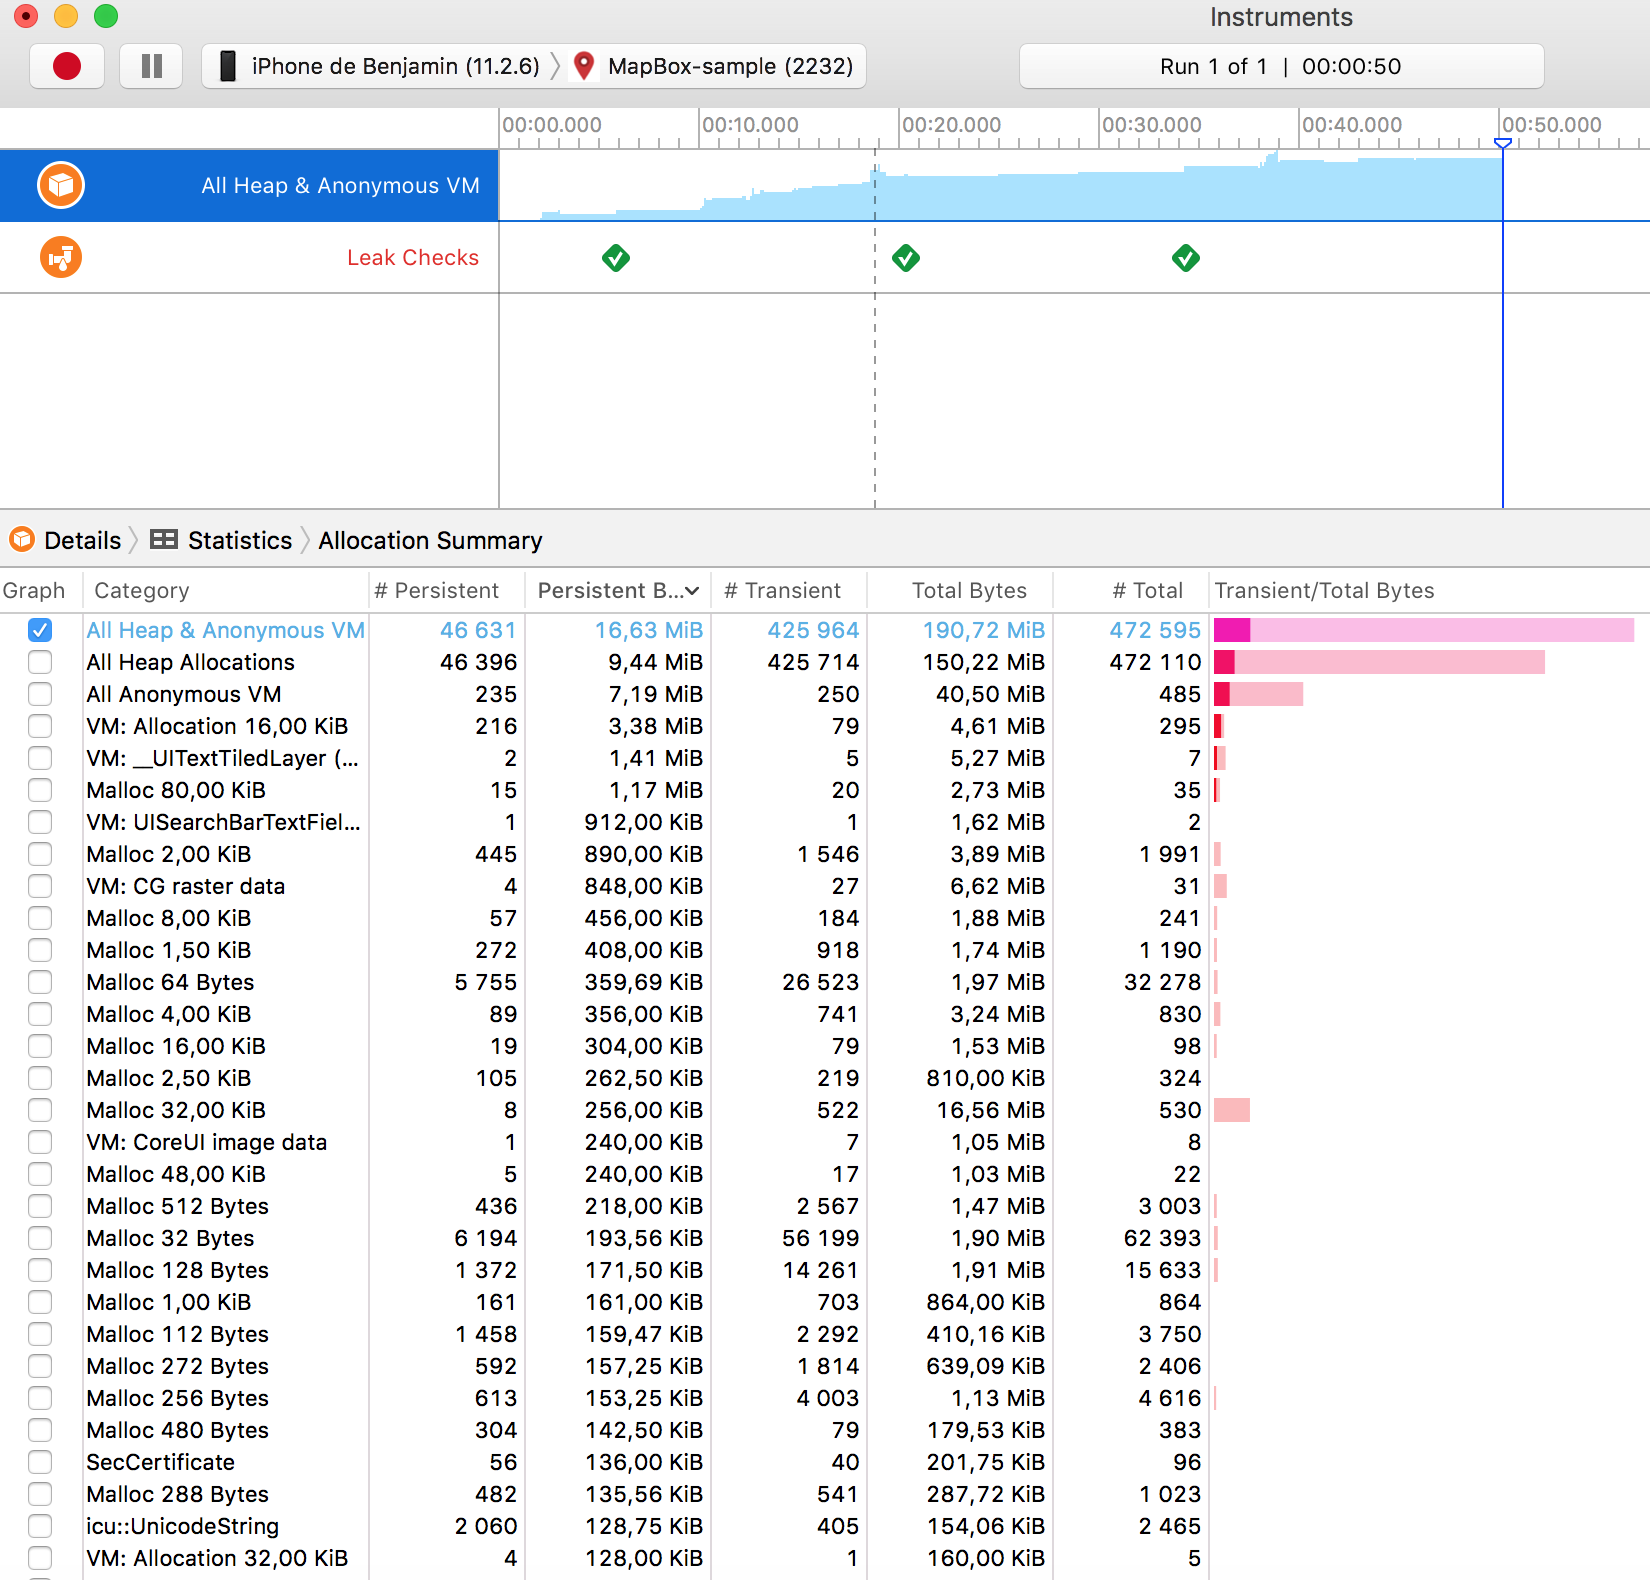 Instruments
iPhone de Benjamin (11.2.6) MapBox-sample (2232) Run 1 of 1 | 00:00:50
00:00.000 00:10.000 00:20.000 00:30.000 00:40.000 00:50.000
All Heap & Anonymous VM
Leak Checks
Details Statistics Allocation Summary
Graph Category # Persistent Persistent B... # Transient Total Bytes # Total Transient/Total Bytes
All Heap & Anonymous VM 46 631 16,63 MiB 425 964 190,72 MiB 472 595
All Heap Allocations 46 396 9,44 MiB 425 714 150,22 MiB 472 110
All Anonymous VM 235 7,19 MiB 250 40,50 MiB 485
VM: Allocation 16,00 KiB 216 3,38 MiB 79 4,61 MiB 295
VM: __UITextTiledLayer (... 2 1,41 MiB 5 5,27 MiB 7
Malloc 80,00 KiB 15 1,17 MiB 20 2,73 MiB 35
VM: UISearchBarTextFiel... 1 912,00 KiB 1 1,62 MiB 2
Malloc 2,00 KiB 445 890,00 KiB 1 546 3,89 MiB 1 991
VM: CG raster data 4 848,00 KiB 27 6,62 MiB 31
Malloc 8,00 KiB 57 456,00 KiB 184 1,88 MiB 241
Malloc 1,50 KiB 272 408,00 KiB 918 1,74 MiB 1 190
Malloc 64 Bytes 5 755 359,69 KiB 26 523 1,97 MiB 32 278
Malloc 4,00 KiB 89 356,00 KiB 741 3,24 MiB 830
Malloc 16,00 KiB 19 304,00 KiB 79 1,53 MiB 98
Malloc 2,50 KiB 105 262,50 KiB 219 810,00 KiB 324
Malloc 32,00 KiB 8 256,00 KiB 522 16,56 MiB 530
VM: CoreUI image data 1 240,00 KiB 7 1,05 MiB 8
Malloc 48,00 KiB 5 240,00 KiB 17 1,03 MiB 22
Malloc 512 Bytes 436 218,00 KiB 2 567 1,47 MiB 3 003
Malloc 32 Bytes 6 194 193,56 KiB 56 199 1,90 MiB 62 393
Malloc 128 Bytes 1 372 171,50 KiB 14 261 1,91 MiB 15 633
Malloc 1,00 KiB 161 161,00 KiB 703 864,00 KiB 864
Malloc 112 Bytes 1 458 159,47 KiB 2 292 410,16 KiB 3 750
Malloc 272 Bytes 592 157,25 KiB 1 814 639,09 KiB 2 406
Malloc 256 Bytes 613 153,25 KiB 4 003 1,13 MiB 4 616
Malloc 480 Bytes 304 142,50 KiB 79 179,53 KiB 383
SecCertificate 56 136,00 KiB 40 201,75 KiB 96
Malloc 288 Bytes 482 135,56 KiB 541 287,72 KiB 1 023
icu::UnicodeString 2 060 128,75 KiB 405 154,06 KiB 2 465
VM: Allocation 32,00 KiB 4 128,00 KiB 1 160,00 KiB 5